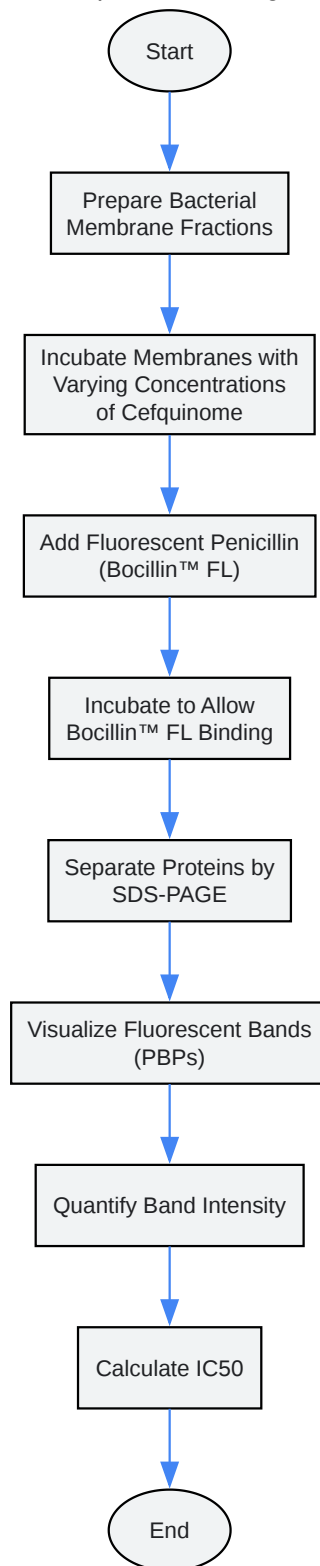 Start
Prepare Bacterial
Membrane Fractions
Incubate Membranes with
Varying Concentrations
of Cefquinome
Add Fluorescent Penicillin
(Bocillin™ FL)
Incubate to Allow
Bocillin™ FL Binding
Separate Proteins by
SDS-PAGE
Visualize Fluorescent Bands
(PBPs)
Quantify Band Intensity
Calculate IC50
End